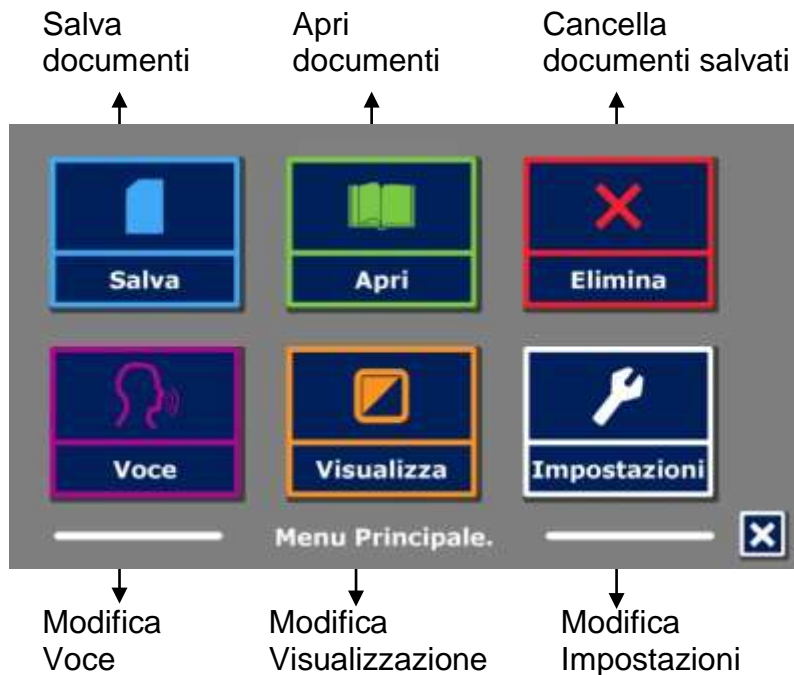 Salva Apri Cancella
documenti documenti documenti salvati
Salva Apri Elimina
Voce Visualizza Impostazioni
Menu Principale.
Modifica Modifica Modifica
Voce Visualizzazione Impostazioni